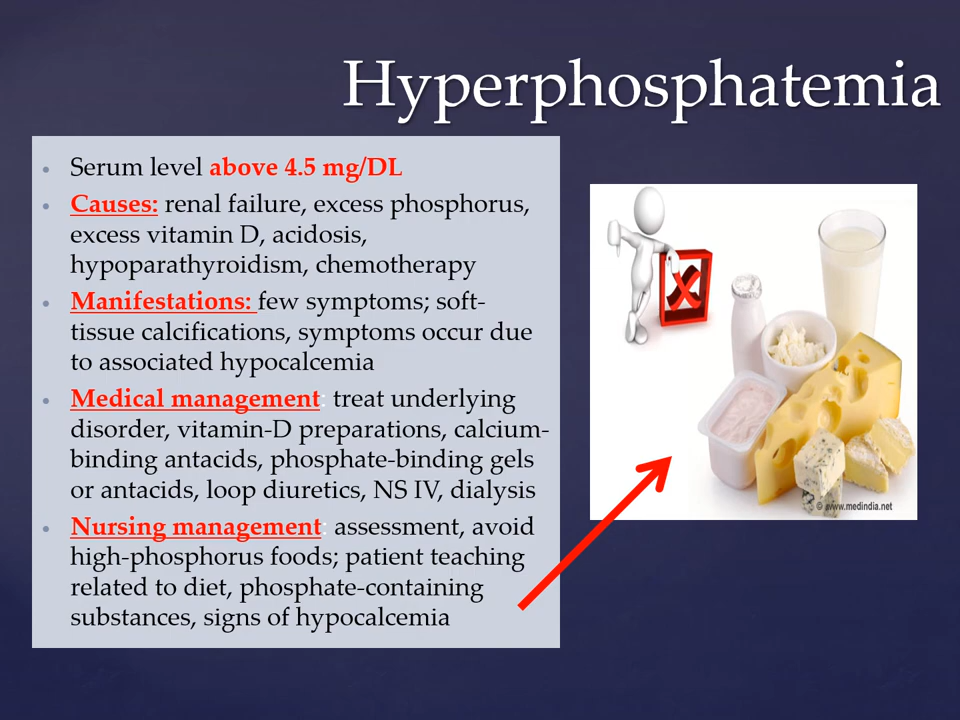 Hyperphosphatemia
• Serum level above 4.5 mg/DL
• Causes: renal failure, excess phosphorus,
excess vitamin D, acidosis,
hypoparathyroidism, chemotherapy
• Manifestations: few symptoms; soft-
tissue calcifications, symptoms occur due
to associated hypocalcemia
• Medical management: treat underlying
disorder, vitamin-D preparations, calcium-
binding antacids, phosphate-binding gels
or antacids, loop diuretics, NS IV, dialysis
• Nursing management: assessment, avoid
high-phosphorus foods; patient teaching
related to diet, phosphate-containing
substances, signs of hypocalcemia
© www.medindia.net